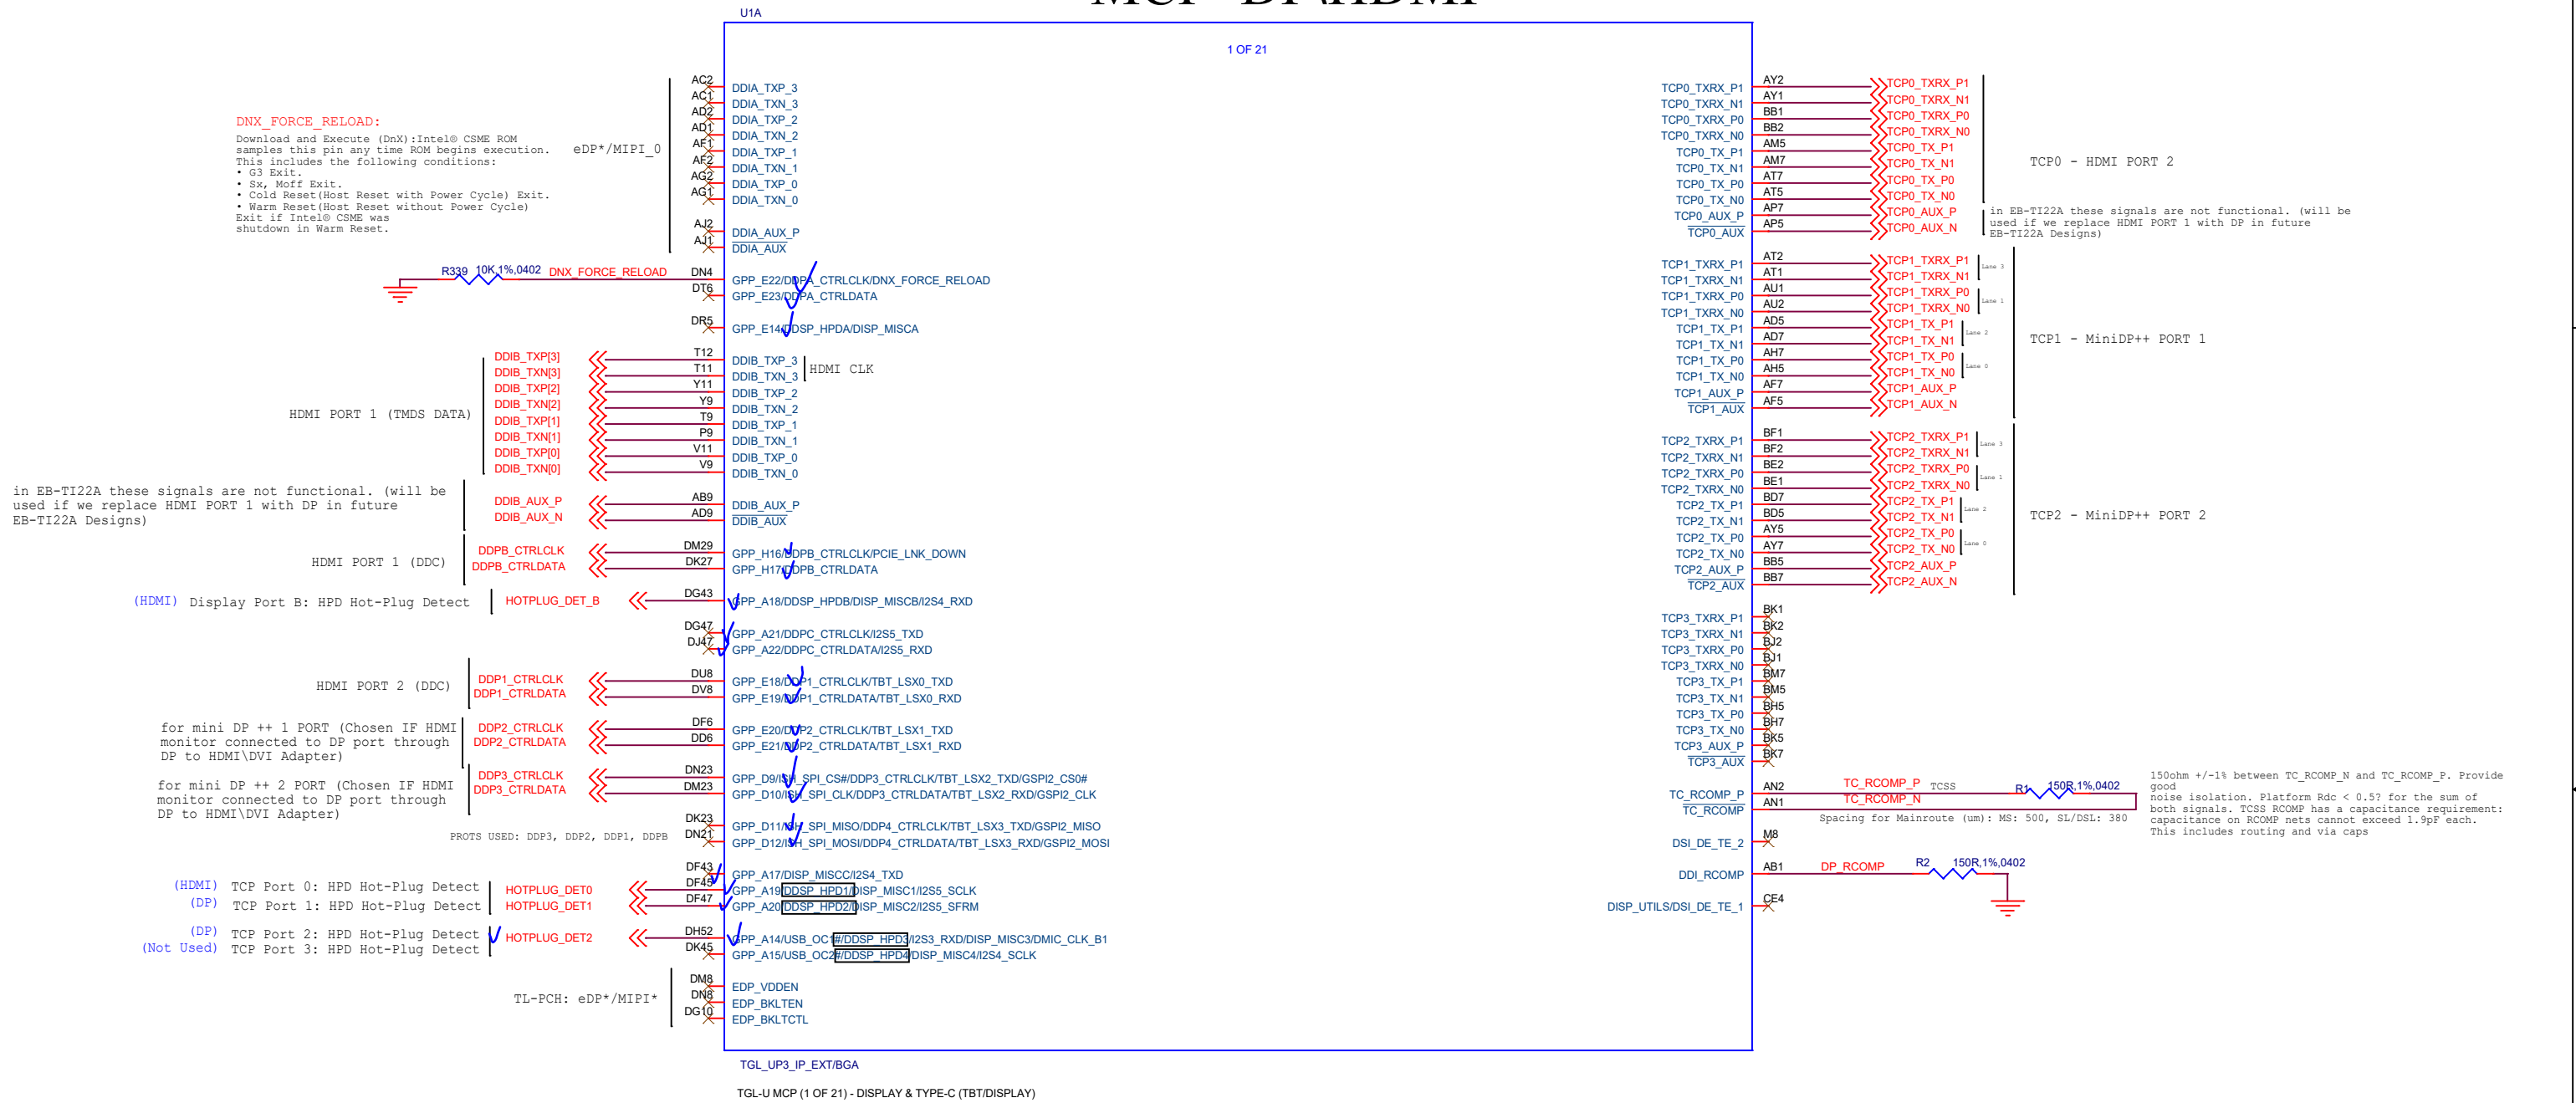 MCP DP\HDMI
U1A
1 OF 21
DNX_FORCE_RELOAD:
Download and Execute (DnX):Intel® CSME ROM
samples this pin any time ROM begins execution.
This includes the following conditions:
• G3 Exit.
• Sx, Moff Exit.
• Cold Reset(Host Reset with Power Cycle) Exit.
• Warm Reset(Host Reset without Power Cycle)
Exit if Intel® CSME was
shutdown in Warm Reset.
eDP*/MIPI_0
AC2 DDIA_TXP_3
AC1 DDIA_TXN_3
AD2 DDIA_TXP_2
AD1 DDIA_TXN_2
AF1 DDIA_TXP_1
AF2 DDIA_TXN_1
AG2 DDIA_TXP_0
AG1 DDIA_TXN_0
AJ2 DDIA_AUX_P
AJ1 DDIA_AUX
R339 10K,1%,0402 DNX_FORCE_RELOAD DN4 GPP_E22/DDPA_CTRLCLK/DNX_FORCE_RELOAD
DT6 GPP_E23/DDPA_CTRLDATA
DR5 GPP_E14/DDSP_HPDA/DISP_MISCA
HDMI PORT 1 (TMDS DATA)
DDIB_TXP[3] T12 DDIB_TXP_3
DDIB_TXN[3] T11 DDIB_TXN_3
HDMI CLK
DDIB_TXP[2] Y11 DDIB_TXP_2
DDIB_TXN[2] Y9 DDIB_TXN_2
DDIB_TXP[1] T9 DDIB_TXP_1
DDIB_TXN[1] P9 DDIB_TXN_1
DDIB_TXP[0] V11 DDIB_TXP_0
DDIB_TXN[0] V9 DDIB_TXN_0
in EB-TI22A these signals are not functional. (will be
used if we replace HDMI PORT 1 with DP in future
EB-TI22A Designs)
DDIB_AUX_P AB9 DDIB_AUX_P
DDIB_AUX_N AD9 DDIB_AUX
HDMI PORT 1 (DDC)
DDPB_CTRLCLK DM29 GPP_H16/DDPB_CTRLCLK/PCIE_LNK_DOWN
DDPB_CTRLDATA DK27 GPP_H17/DDPB_CTRLDATA
(HDMI) Display Port B: HPD Hot-Plug Detect HOTPLUG_DET_B DG43 GPP_A18/DDSP_HPDB/DISP_MISCB/I2S4_RXD
DG47 GPP_A21/DDPC_CTRLCLK/I2S5_TXD
DJ47 GPP_A22/DDPC_CTRLDATA/I2S5_RXD
HDMI PORT 2 (DDC)
DDP1_CTRLCLK DU8 GPP_E18/DDP1_CTRLCLK/TBT_LSX0_TXD
DDP1_CTRLDATA DV8 GPP_E19/DDP1_CTRLDATA/TBT_LSX0_RXD
for mini DP ++ 1 PORT (Chosen IF HDMI
monitor connected to DP port through
DP to HDMI\DVI Adapter)
DDP2_CTRLCLK DF6 GPP_E20/DDP2_CTRLCLK/TBT_LSX1_TXD
DDP2_CTRLDATA DD6 GPP_E21/DDP2_CTRLDATA/TBT_LSX1_RXD
for mini DP ++ 2 PORT (Chosen IF HDMI
monitor connected to DP port through
DP to HDMI\DVI Adapter)
DDP3_CTRLCLK DN23 GPP_D9/ISH_SPI_CS#/DDP3_CTRLCLK/TBT_LSX2_TXD/GSPI2_CS0#
DDP3_CTRLDATA DM23 GPP_D10/ISH_SPI_CLK/DDP3_CTRLDATA/TBT_LSX2_RXD/GSPI2_CLK
PROTS USED: DDP3, DDP2, DDP1, DDPB
DK23 GPP_D11/ISH_SPI_MISO/DDP4_CTRLCLK/TBT_LSX3_TXD/GSPI2_MISO
DN21 GPP_D12/ISH_SPI_MOSI/DDP4_CTRLDATA/TBT_LSX3_RXD/GSPI2_MOSI
DF43 GPP_A17/DISP_MISCC/I2S4_TXD
(HDMI) TCP Port 0: HPD Hot-Plug Detect HOTPLUG_DET0 DF45 GPP_A19/DDSP_HPD1/DISP_MISC1/I2S5_SCLK
(DP) TCP Port 1: HPD Hot-Plug Detect HOTPLUG_DET1 DF47 GPP_A20/DDSP_HPD2/DISP_MISC2/I2S5_SFRM
(DP) TCP Port 2: HPD Hot-Plug Detect HOTPLUG_DET2 DH52 GPP_A14/USB_OC1#/DDSP_HPD3/I2S3_RXD/DISP_MISC3/DMIC_CLK_B1
(Not Used) TCP Port 3: HPD Hot-Plug Detect DK45 GPP_A15/USB_OC2#/DDSP_HPD4/DISP_MISC4/I2S4_SCLK
TL-PCH: eDP*/MIPI*
DM8 EDP_VDDEN
DN8 EDP_BKLTEN
DG10 EDP_BKLTCTL
TCP0_TXRX_P1 AY2 TCP0_TXRX_P1
TCP0_TXRX_N1 AY1 TCP0_TXRX_N1
TCP0_TXRX_P0 BB1 TCP0_TXRX_P0
TCP0_TXRX_N0 BB2 TCP0_TXRX_N0
TCP0_TX_P1 AM5 TCP0_TX_P1
TCP0_TX_N1 AM7 TCP0_TX_N1
TCP0_TX_P0 AT7 TCP0_TX_P0
TCP0_TX_N0 AT5 TCP0_TX_N0
TCP0_AUX_P AP7 TCP0_AUX_P
TCP0_AUX AP5 TCP0_AUX_N
TCP0 - HDMI PORT 2
in EB-TI22A these signals are not functional. (will be
used if we replace HDMI PORT 1 with DP in future
EB-TI22A Designs)
TCP1_TXRX_P1 AT2 TCP1_TXRX_P1
Lane 3
TCP1_TXRX_N1 AT1 TCP1_TXRX_N1
TCP1_TXRX_P0 AU1 TCP1_TXRX_P0
Lane 1
TCP1_TXRX_N0 AU2 TCP1_TXRX_N0
TCP1_TX_P1 AD5 TCP1_TX_P1
Lane 2
TCP1_TX_N1 AD7 TCP1_TX_N1
TCP1_TX_P0 AH7 TCP1_TX_P0
Lane 0
TCP1_TX_N0 AH5 TCP1_TX_N0
TCP1_AUX_P AF7 TCP1_AUX_P
TCP1_AUX AF5 TCP1_AUX_N
TCP1 - MiniDP++ PORT 1
TCP2_TXRX_P1 BF1 TCP2_TXRX_P1
Lane 3
TCP2_TXRX_N1 BF2 TCP2_TXRX_N1
TCP2_TXRX_P0 BE2 TCP2_TXRX_P0
Lane 1
TCP2_TXRX_N0 BE1 TCP2_TXRX_N0
TCP2_TX_P1 BD7 TCP2_TX_P1
Lane 2
TCP2_TX_N1 BD5 TCP2_TX_N1
TCP2_TX_P0 AY5 TCP2_TX_P0
Lane 0
TCP2_TX_N0 AY7 TCP2_TX_N0
TCP2_AUX_P BB5 TCP2_AUX_P
TCP2_AUX BB7 TCP2_AUX_N
TCP2 - MiniDP++ PORT 2
TCP3_TXRX_P1 BK1
TCP3_TXRX_N1 BK2
TCP3_TXRX_P0 BJ2
TCP3_TXRX_N0 BJ1
TCP3_TX_P1 BM7
TCP3_TX_N1 BM5
TCP3_TX_P0 BH5
TCP3_TX_N0 BH7
TCP3_AUX_P BK5
TCP3_AUX BK7
TC_RCOMP_P AN2 TC_RCOMP_P TCSS R1 150R,1%,0402
TC_RCOMP AN1 TC_RCOMP_N
Spacing for Mainroute (um): MS: 500, SL/DSL: 380
150ohm +/-1% between TC_RCOMP_N and TC_RCOMP_P. Provide
good
noise isolation. Platform Rdc < 0.5? for the sum of
both signals. TCSS RCOMP has a capacitance requirement:
capacitance on RCOMP nets cannot exceed 1.9pF each.
This includes routing and via caps
DSI_DE_TE_2 M8
DDI_RCOMP AB1 DP_RCOMP R2 150R,1%,0402
DISP_UTILS/DSI_DE_TE_1 CE4
TGL_UP3_IP_EXT/BGA
TGL-U MCP (1 OF 21) - DISPLAY & TYPE-C (TBT/DISPLAY)